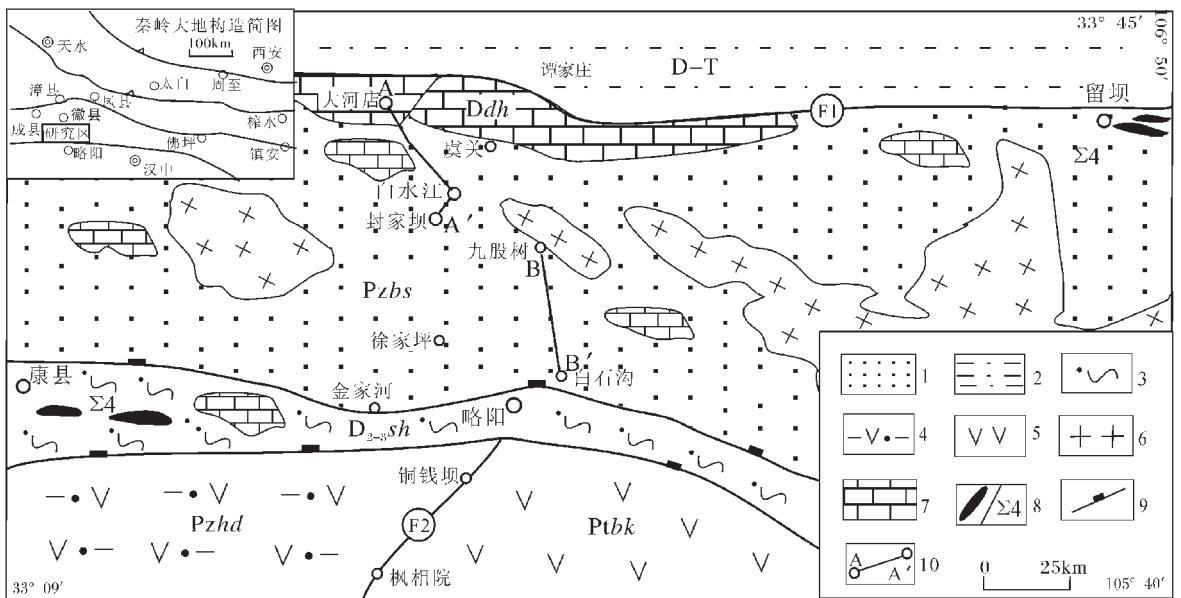 秦岭大地构造简图
100km
天水
西安
太白
周至
漳县
凤县
徽县
柞水
成县
研究区
佛坪
略阳
镇安
汉中
33° 45′
106° 50′
谭家庄
D-T
A
大河店
Ddh
F1
留坝
虞关
Σ4
白水江
封家坝
A′
九股树
B
Pzbs
徐家坪
B′
白石沟
康县
金家河
Σ4
略阳
D₂₋₃sh
铜钱坝
Pzhd
F2
Ptbk
枫相院
33° 09′
1
2
3
4
5
6
7
Σ4
8
9
A
A′
10
0
25km
105° 40′